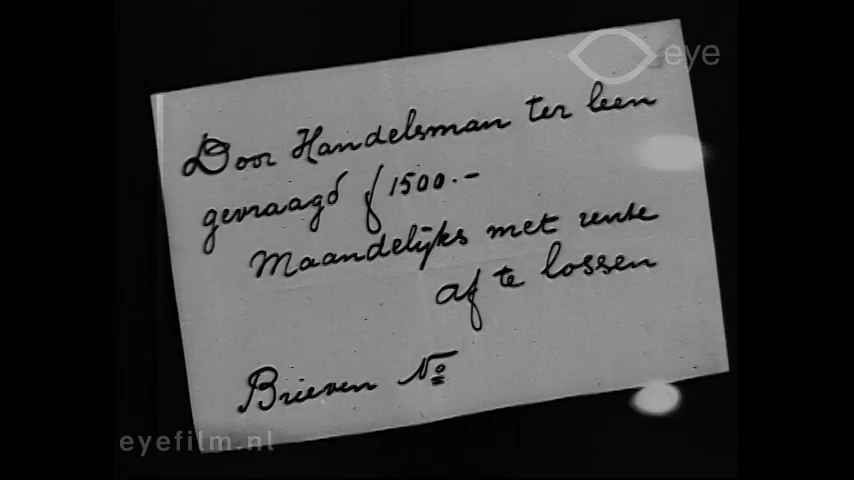 eye
Door Handelsman ter leen
gevraagd f 1500.-
Maandelijks met rente
af te lossen
Brieven No
eyefilm.nl